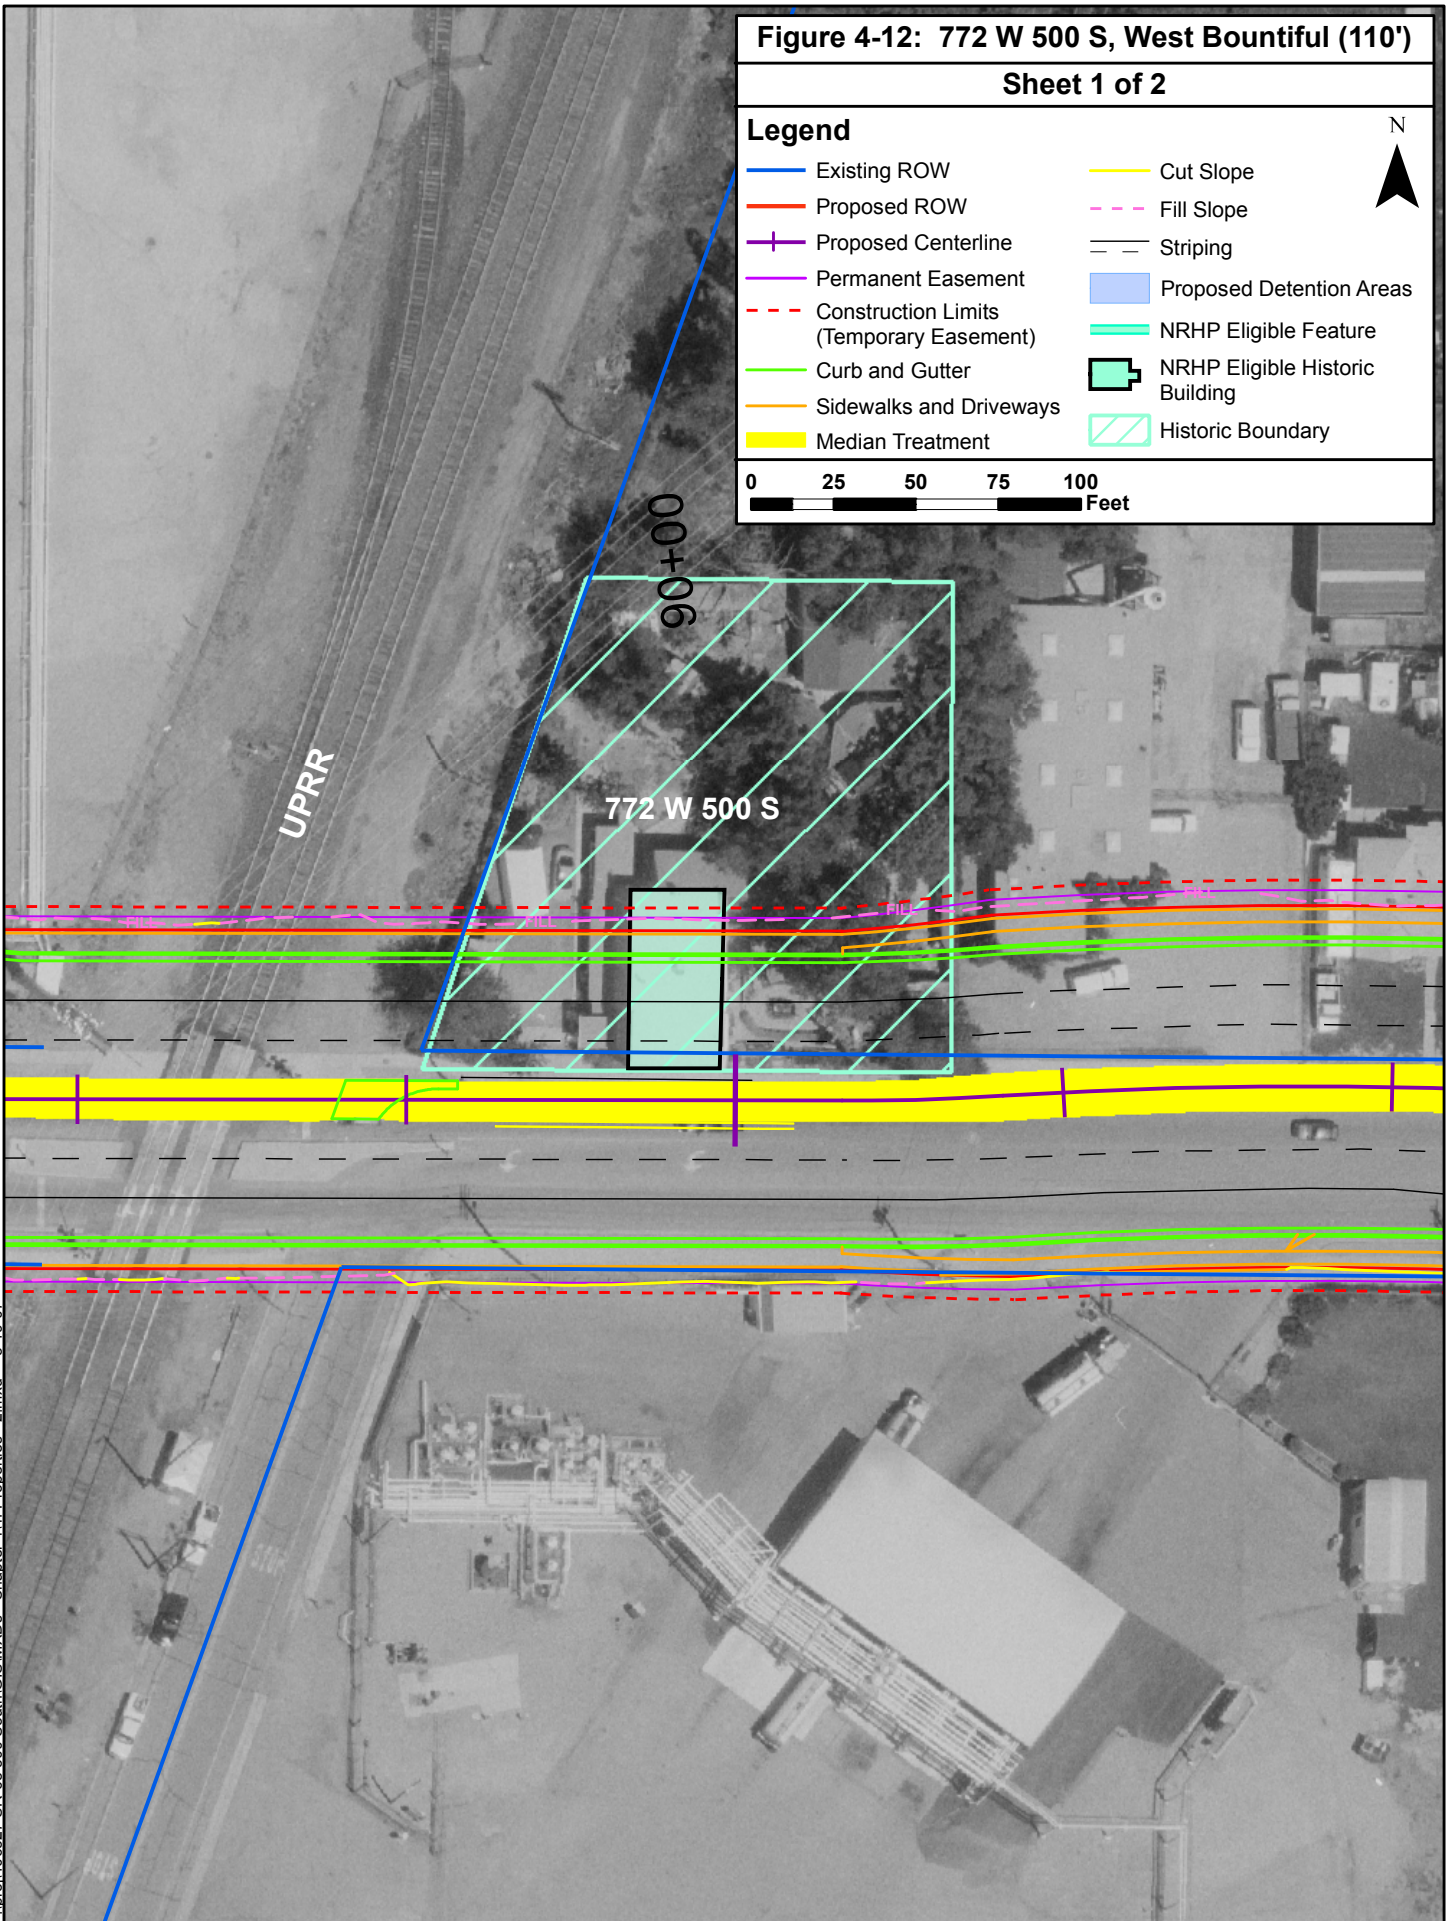 Figure 4-12: 772 W 500 S, West Bountiful (110')
Sheet 1 of 2
Legend
N
Existing ROW
Proposed ROW
Proposed Centerline
Permanent Easement
Construction Limits
(Temporary Easement)
Curb and Gutter
Sidewalks and Driveways
Median Treatment
Cut Slope
Fill Slope
Striping
Proposed Detention Areas
NRHP Eligible Feature
NRHP Eligible Historic
Building
Historic Boundary
0 25 50 75 100
Feet
90+00
UPRR
772 W 500 S
FILL
FILL
FILL
FILL